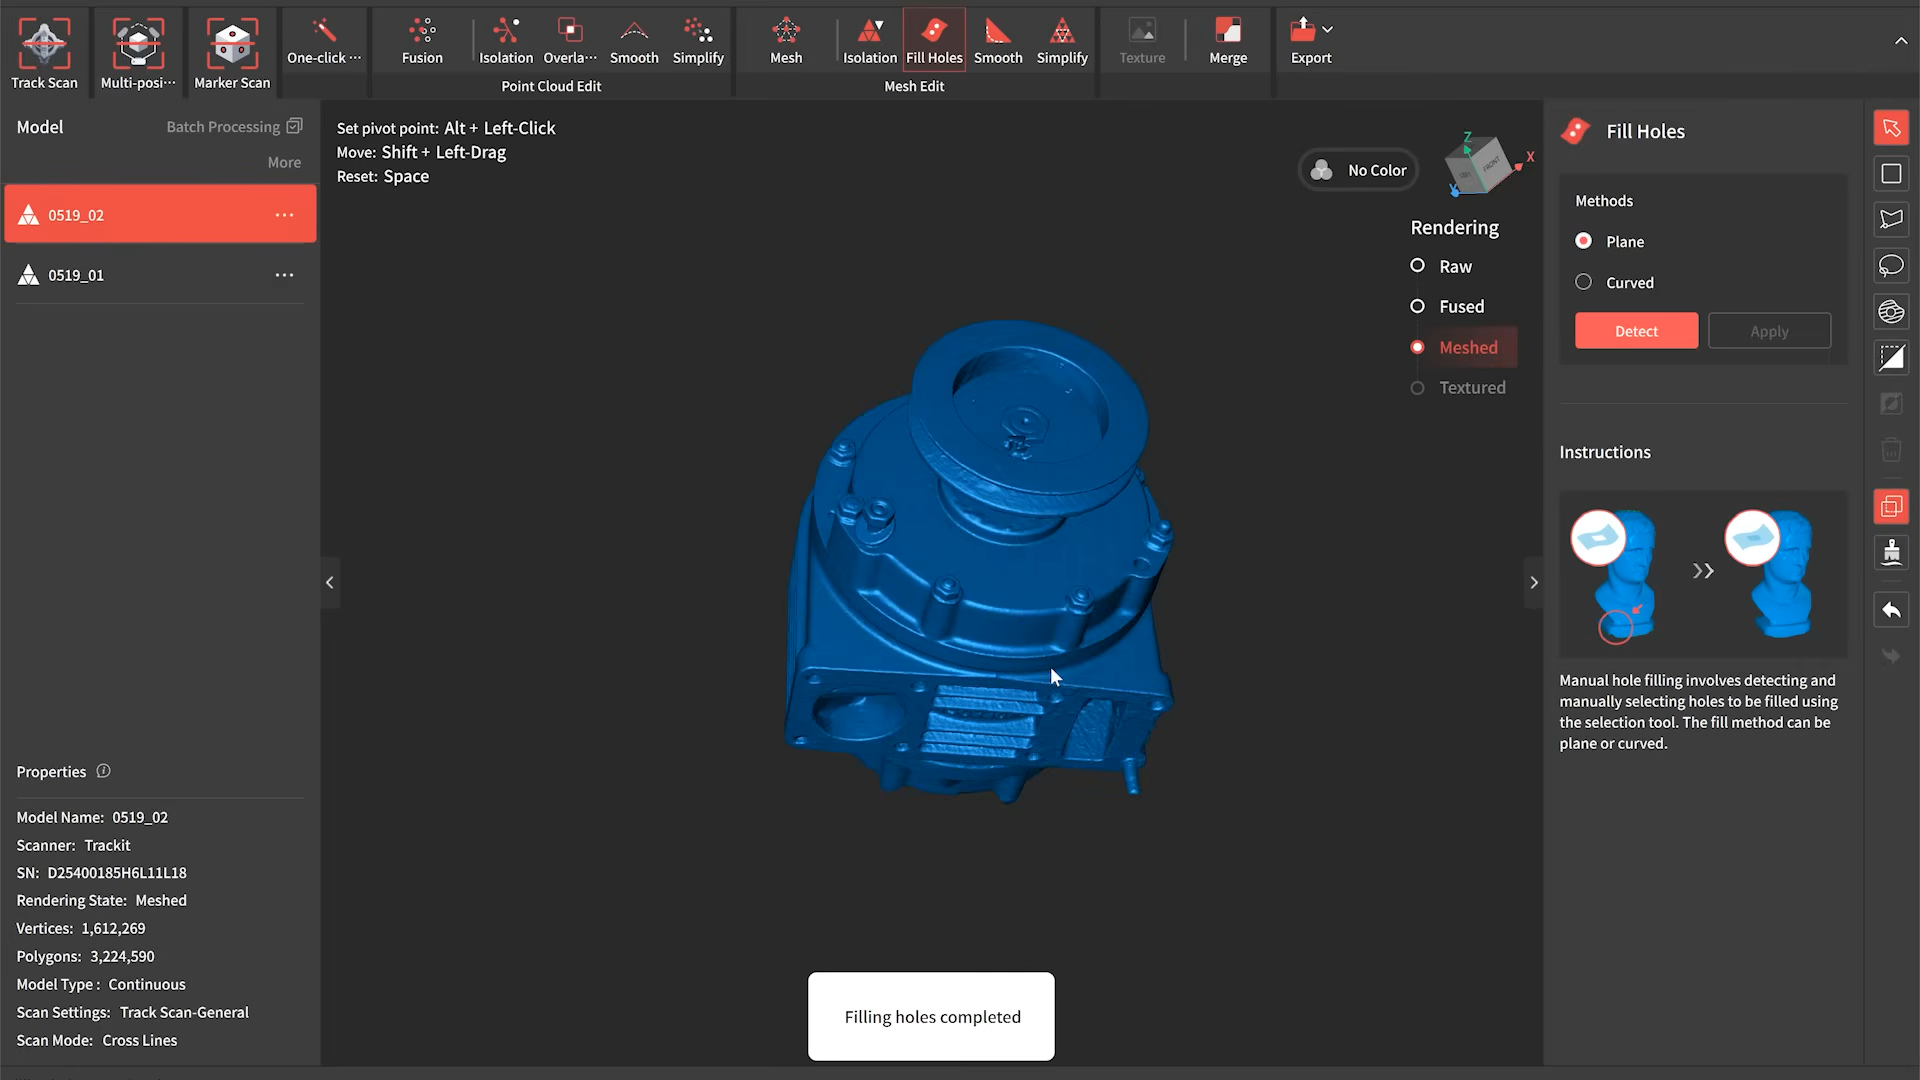 Track Scan
Multi-posi···
Marker Scan
One-click ···
Fusion
Isolation
Overla···
Smooth
Simplify
Point Cloud Edit
Mesh
Isolation
Fill Holes
Smooth
Simplify
Mesh Edit
Texture
Merge
Export
Model
Batch Processing
More
0519_02
0519_01
Properties
Model Name: 0519_02
Scanner: Trackit
SN: D25400185H6L11L18
Rendering State: Meshed
Vertices: 1,612,269
Polygons: 3,224,590
Model Type : Continuous
Scan Settings: Track Scan-General
Scan Mode: Cross Lines
Set pivot point: Alt + Left-Click
Move: Shift + Left-Drag
Reset: Space
No Color
Z
X
Y
FRONT
Rendering
Raw
Fused
Meshed
Textured
Filling holes completed
Fill Holes
Methods
Plane
Curved
Detect
Apply
Instructions
Manual hole filling involves detecting and
manually selecting holes to be filled using
the selection tool. The fill method can be
plane or curved.